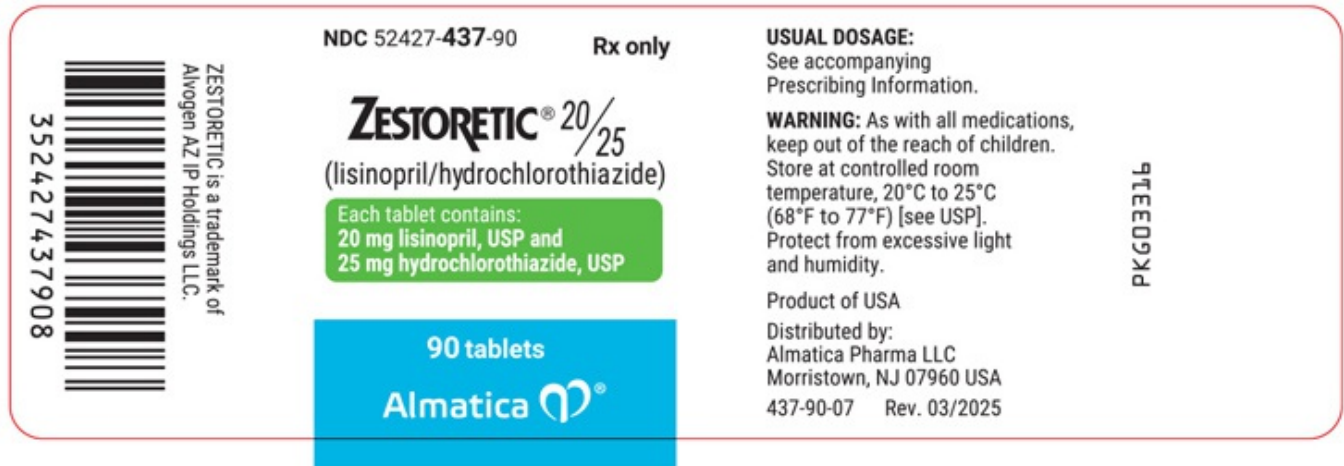 352427437908
ZESTORETIC is a trademark of
Alvogen AZ IP Holdings LLC.
NDC 52427-437-90
Rx only
ZESTORETIC® 20/25
(lisinopril/hydrochlorothiazide)
Each tablet contains:
20 mg lisinopril, USP and
25 mg hydrochlorothiazide, USP
90 tablets
Almatica ®
USUAL DOSAGE:
See accompanying
Prescribing Information.
WARNING: As with all medications,
keep out of the reach of children.
Store at controlled room
temperature, 20°C to 25°C
(68°F to 77°F) [see USP].
Protect from excessive light
and humidity.
Product of USA
Distributed by:
Almatica Pharma LLC
Morristown, NJ 07960 USA
437-90-07 Rev. 03/2025
PKG03316